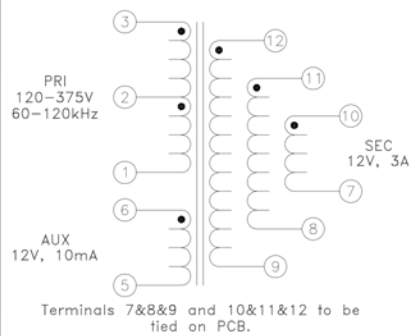 3
12
PRI
120-375V
60-120kHz
2
11
10
SEC
12V, 3A
1
7
6
AUX
12V, 10mA
8
5
9
Terminals 7&8&9 and 10&11&12 to be
tied on PCB.